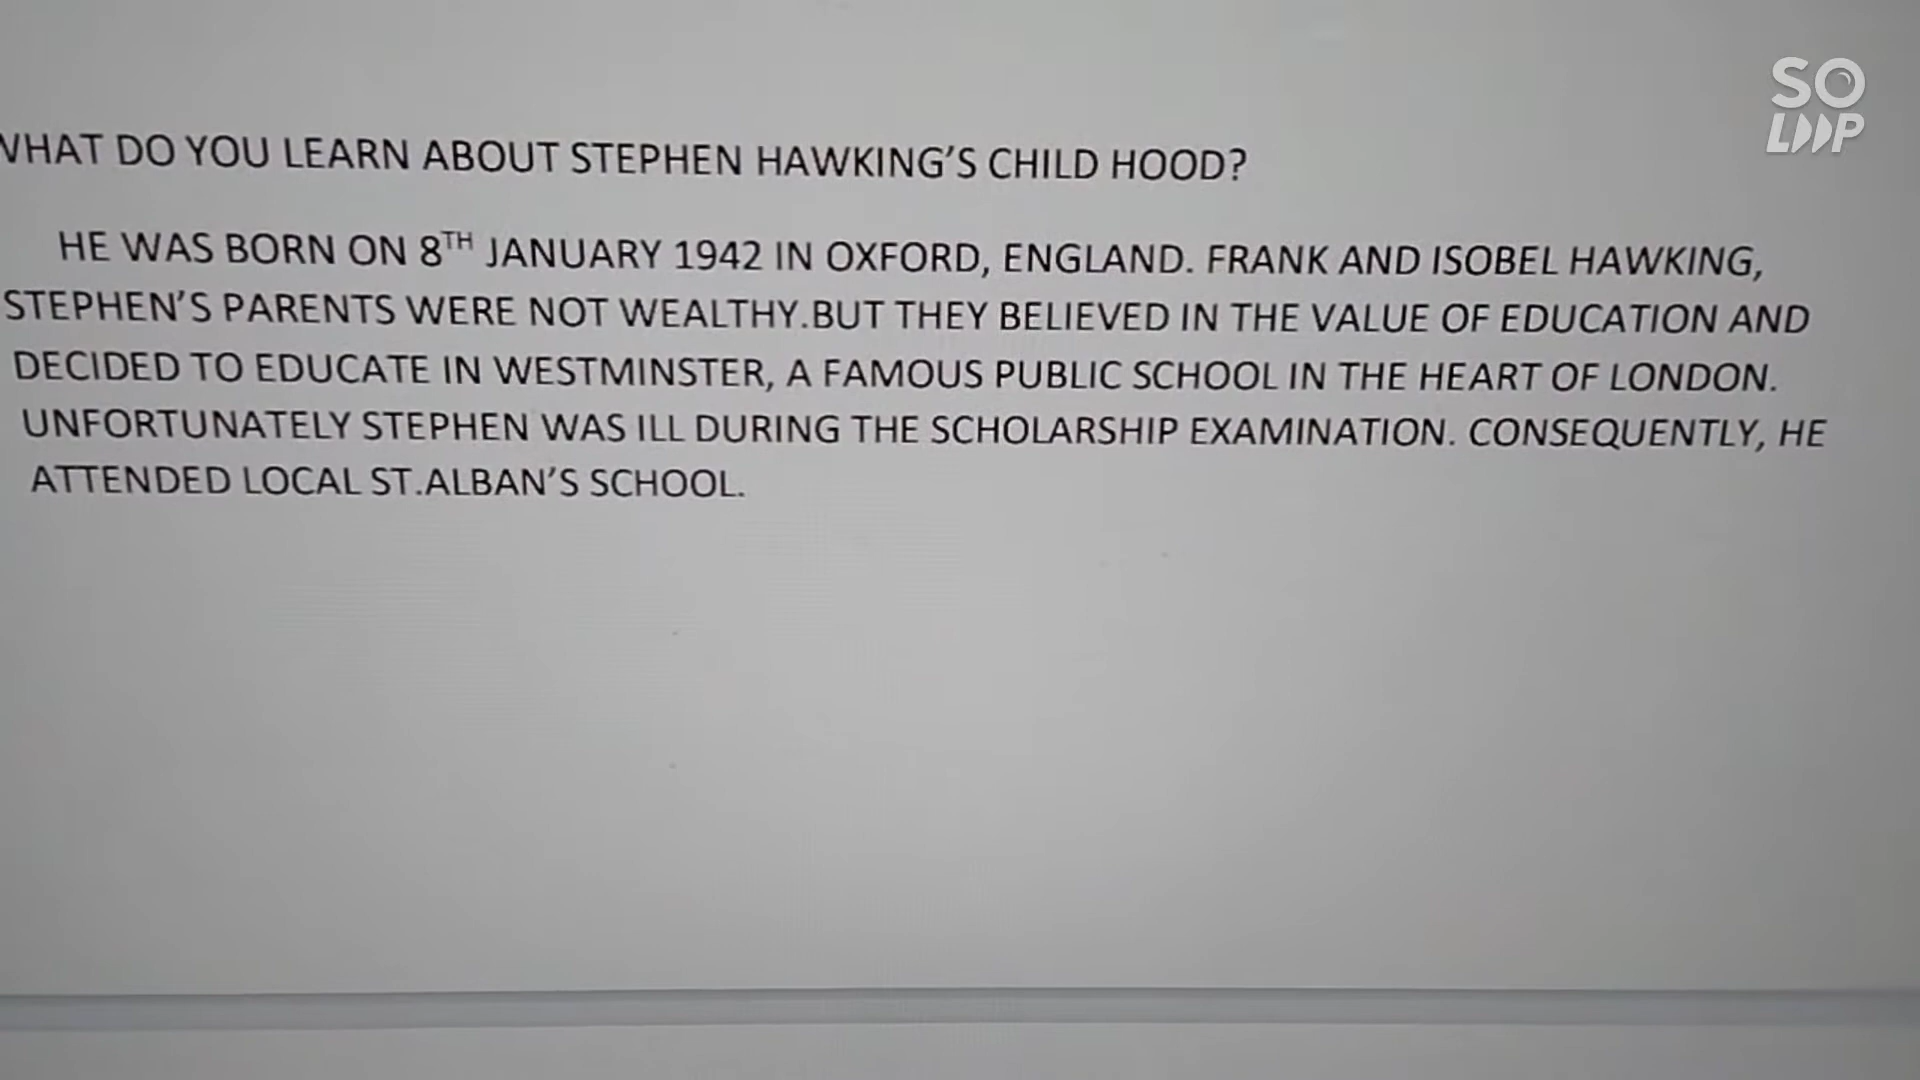 WHAT DO YOU LEARN ABOUT STEPHEN HAWKING'S CHILD HOOD?
HE WAS BORN ON 8TH JANUARY 1942 IN OXFORD, ENGLAND. FRANK AND ISOBEL HAWKING,
STEPHEN'S PARENTS WERE NOT WEALTHY.BUT THEY BELIEVED IN THE VALUE OF EDUCATION AND
DECIDED TO EDUCATE IN WESTMINSTER, A FAMOUS PUBLIC SCHOOL IN THE HEART OF LONDON.
UNFORTUNATELY STEPHEN WAS ILL DURING THE SCHOLARSHIP EXAMINATION. CONSEQUENTLY, HE
ATTENDED LOCAL ST.ALBAN'S SCHOOL.
SO
LOOP